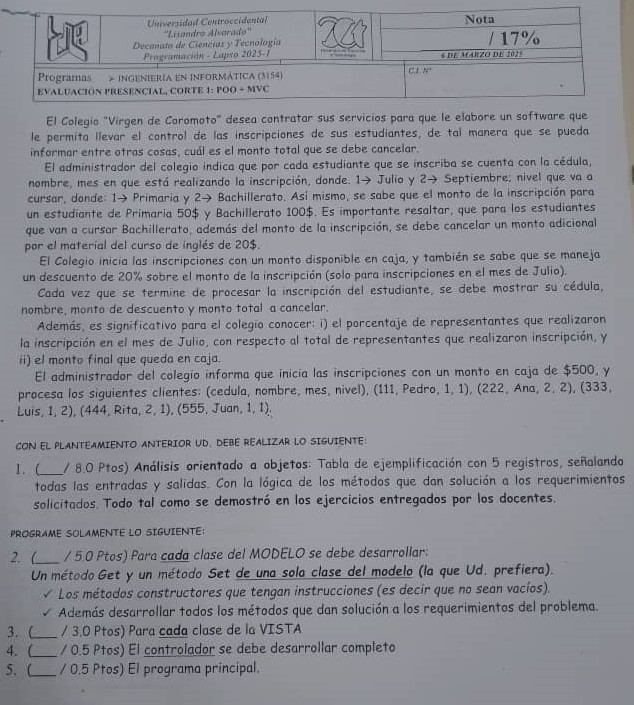 Universidad Centroccidental
"Lisandro Alvarado"
Decanato de Ciencias y Tecnología
Programación - Lapso 2025-1
Nota
/ 17%
6 DE MARZO DE 2025
Programas ➢ INGENIERÍA EN INFORMÁTICA (3154)
C.I. N°
EVALUACIÓN PRESENCIAL, CORTE 1: POO + MVC
El Colegio "Virgen de Coromoto" desea contratar sus servicios para que le elabore un software que
le permita llevar el control de las inscripciones de sus estudiantes, de tal manera que se pueda
informar entre otras cosas, cuál es el monto total que se debe cancelar.
El administrador del colegio indica que por cada estudiante que se inscriba se cuenta con la cédula,
nombre, mes en que está realizando la inscripción, donde. 1→ Julio y 2→ Septiembre; nivel que va a
cursar, donde: 1→ Primaria y 2→ Bachillerato. Así mismo, se sabe que el monto de la inscripción para
un estudiante de Primaria 50$ y Bachillerato 100$. Es importante resaltar, que para los estudiantes
que van a cursar Bachillerato, además del monto de la inscripción, se debe cancelar un monto adicional
por el material del curso de inglés de 20$.
El Colegio inicia las inscripciones con un monto disponible en caja, y también se sabe que se maneja
un descuento de 20% sobre el monto de la inscripción (solo para inscripciones en el mes de Julio).
Cada vez que se termine de procesar la inscripción del estudiante, se debe mostrar su cédula,
nombre, monto de descuento y monto total a cancelar.
Además, es significativo para el colegio conocer: i) el porcentaje de representantes que realizaron
la inscripción en el mes de Julio, con respecto al total de representantes que realizaron inscripción, y
ii) el monto final que queda en caja.
El administrador del colegio informa que inicia las inscripciones con un monto en caja de $500, y
procesa los siguientes clientes: (cedula, nombre, mes, nivel), (111, Pedro, 1, 1), (222, Ana, 2, 2), (333,
Luis, 1, 2), (444, Rita, 2, 1), (555, Juan, 1, 1).
CON EL PLANTEAMIENTO ANTERIOR UD. DEBE REALIZAR LO SIGUIENTE:
1. (____/ 8.0 Ptos) Análisis orientado a objetos: Tabla de ejemplificación con 5 registros, señalando
todas las entradas y salidas. Con la lógica de los métodos que dan solución a los requerimientos
solicitados. Todo tal como se demostró en los ejercicios entregados por los docentes.
PROGRAME SOLAMENTE LO SIGUIENTE:
2. (____ / 5.0 Ptos) Para cada clase del MODELO se debe desarrollar:
Un método Get y un método Set de una sola clase del modelo (la que Ud. prefiera).
✓ Los métodos constructores que tengan instrucciones (es decir que no sean vacíos).
✓ Además desarrollar todos los métodos que dan solución a los requerimientos del problema.
3. (____ / 3.0 Ptos) Para cada clase de la VISTA
4. (____ / 0.5 Ptos) El controlador se debe desarrollar completo
5. (____ / 0.5 Ptos) El programa principal.